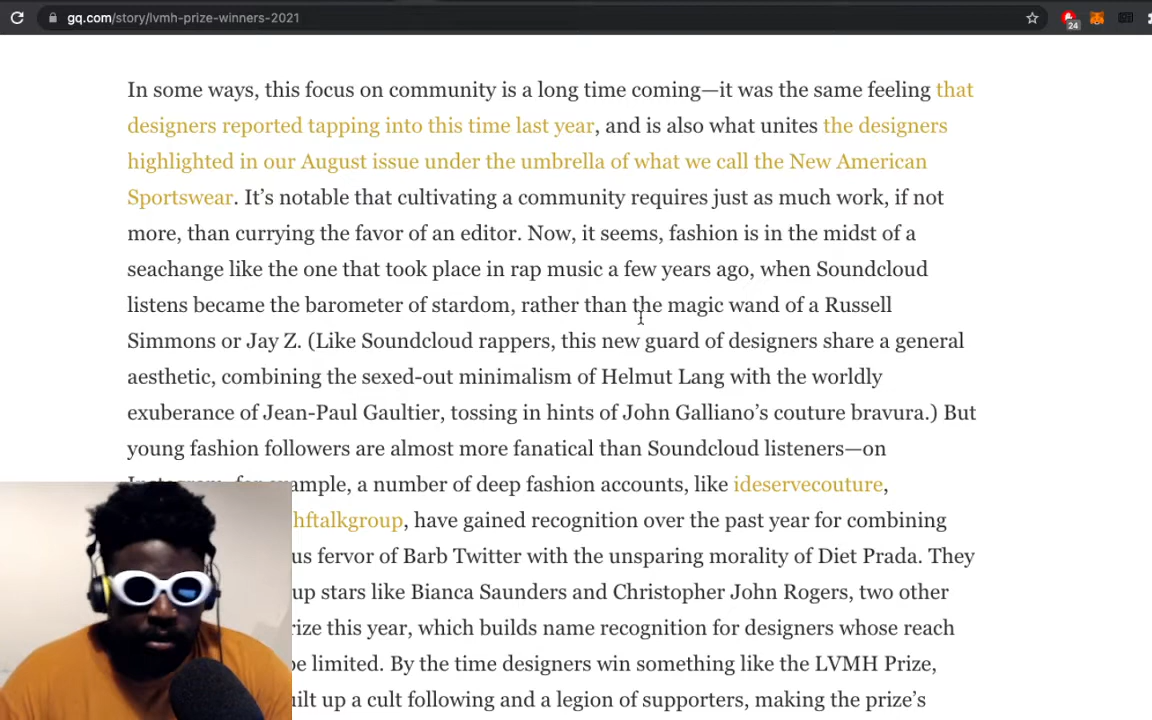 gq.com/story/lvmh-prize-winners-2021
24
In some ways, this focus on community is a long time coming—it was the same feeling that
designers reported tapping into this time last year, and is also what unites the designers
highlighted in our August issue under the umbrella of what we call the New American
Sportswear. It’s notable that cultivating a community requires just as much work, if not
more, than currying the favor of an editor. Now, it seems, fashion is in the midst of a
seachange like the one that took place in rap music a few years ago, when Soundcloud
listens became the barometer of stardom, rather than the magic wand of a Russell
Simmons or Jay Z. (Like Soundcloud rappers, this new guard of designers share a general
aesthetic, combining the sexed-out minimalism of Helmut Lang with the worldly
exuberance of Jean-Paul Gaultier, tossing in hints of John Galliano’s couture bravura.) But
young fashion followers are almost more fanatical than Soundcloud listeners—on
a number of deep fashion accounts, like ideservecouture,
hftalkgroup, have gained recognition over the past year for combining
fervor of Barb Twitter with the unsparing morality of Diet Prada. They
up stars like Bianca Saunders and Christopher John Rogers, two other
this year, which builds name recognition for designers whose reach
be limited. By the time designers win something like the LVMH Prize,
up a cult following and a legion of supporters, making the prize’s